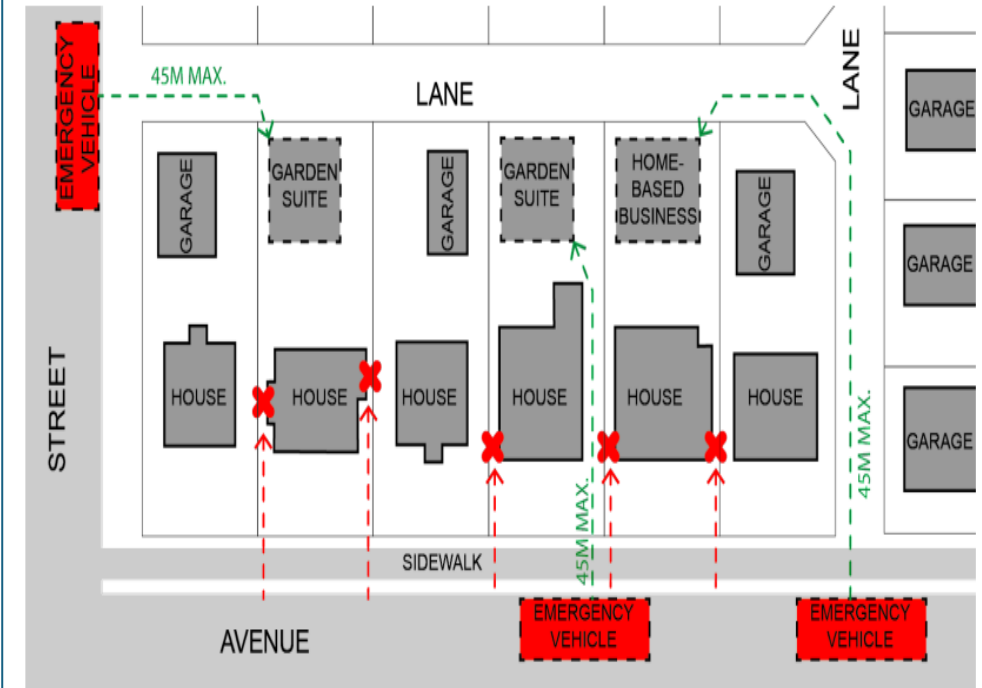 EMERGENCY
VEHICLE
45M MAX.
LANE
LANE
GARAGE
GARAGE
GARDEN
SUITE
GARAGE
GARDEN
SUITE
HOME-
BASED
BUSINESS
GARAGE
GARAGE
STREET
HOUSE
HOUSE
HOUSE
HOUSE
HOUSE
HOUSE
GARAGE
45M MAX.
45M MAX.
SIDEWALK
AVENUE
EMERGENCY
VEHICLE
EMERGENCY
VEHICLE